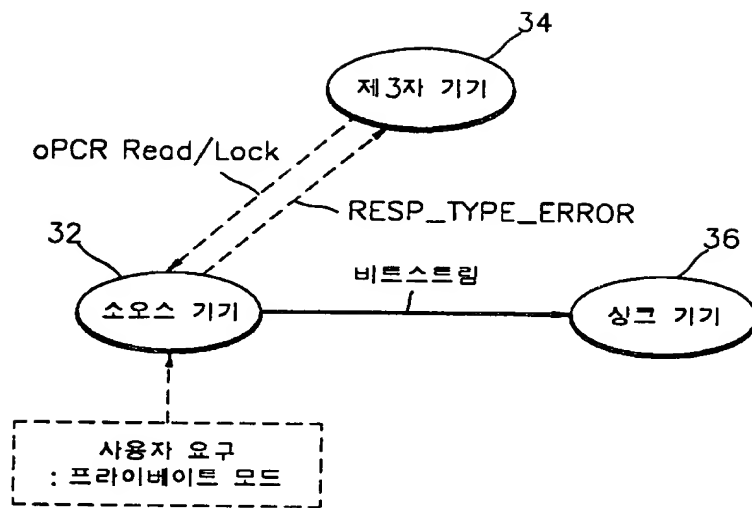 34
제3자 기기
oPCR Read/Lock
RESP_TYPE_ERROR
32
36
비트스트림
소오스 기기
싱크 기기
사용자 요구
: 프라이베이트 모드